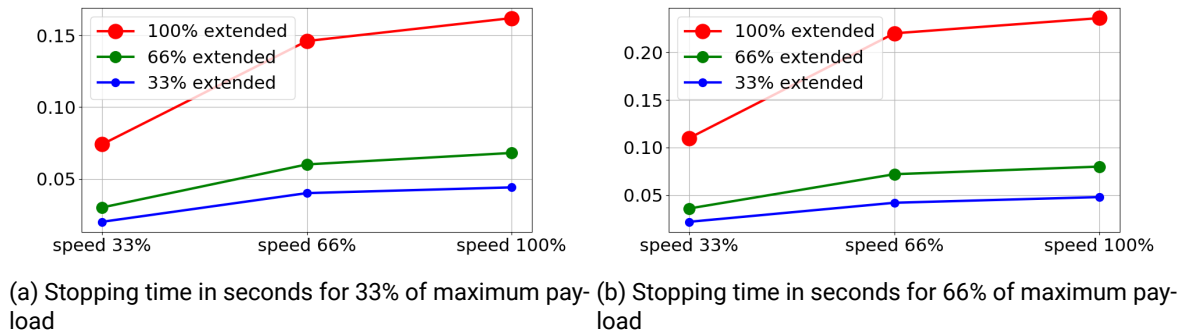 0.15
0.10
0.05
100% extended
66% extended
33% extended
speed 33%
speed 66%
speed 100%
(a) Stopping time in seconds for 33% of maximum pay-
load
0.20
0.15
0.10
0.05
100% extended
66% extended
33% extended
speed 33%
speed 66%
speed 100%
(b) Stopping time in seconds for 66% of maximum pay-
load